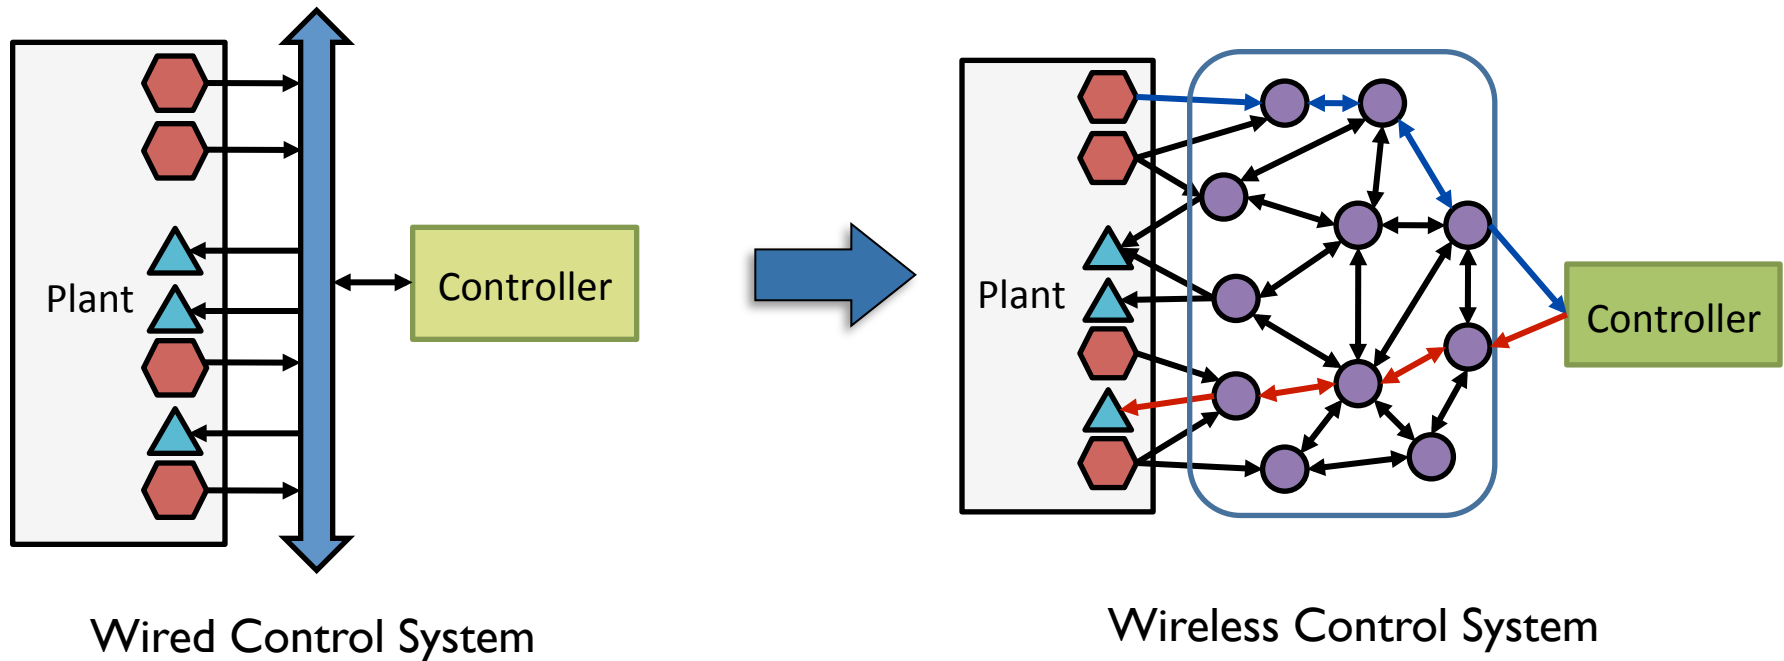 Plant
Controller
Wired Control System
Plant
Controller
Wireless Control System